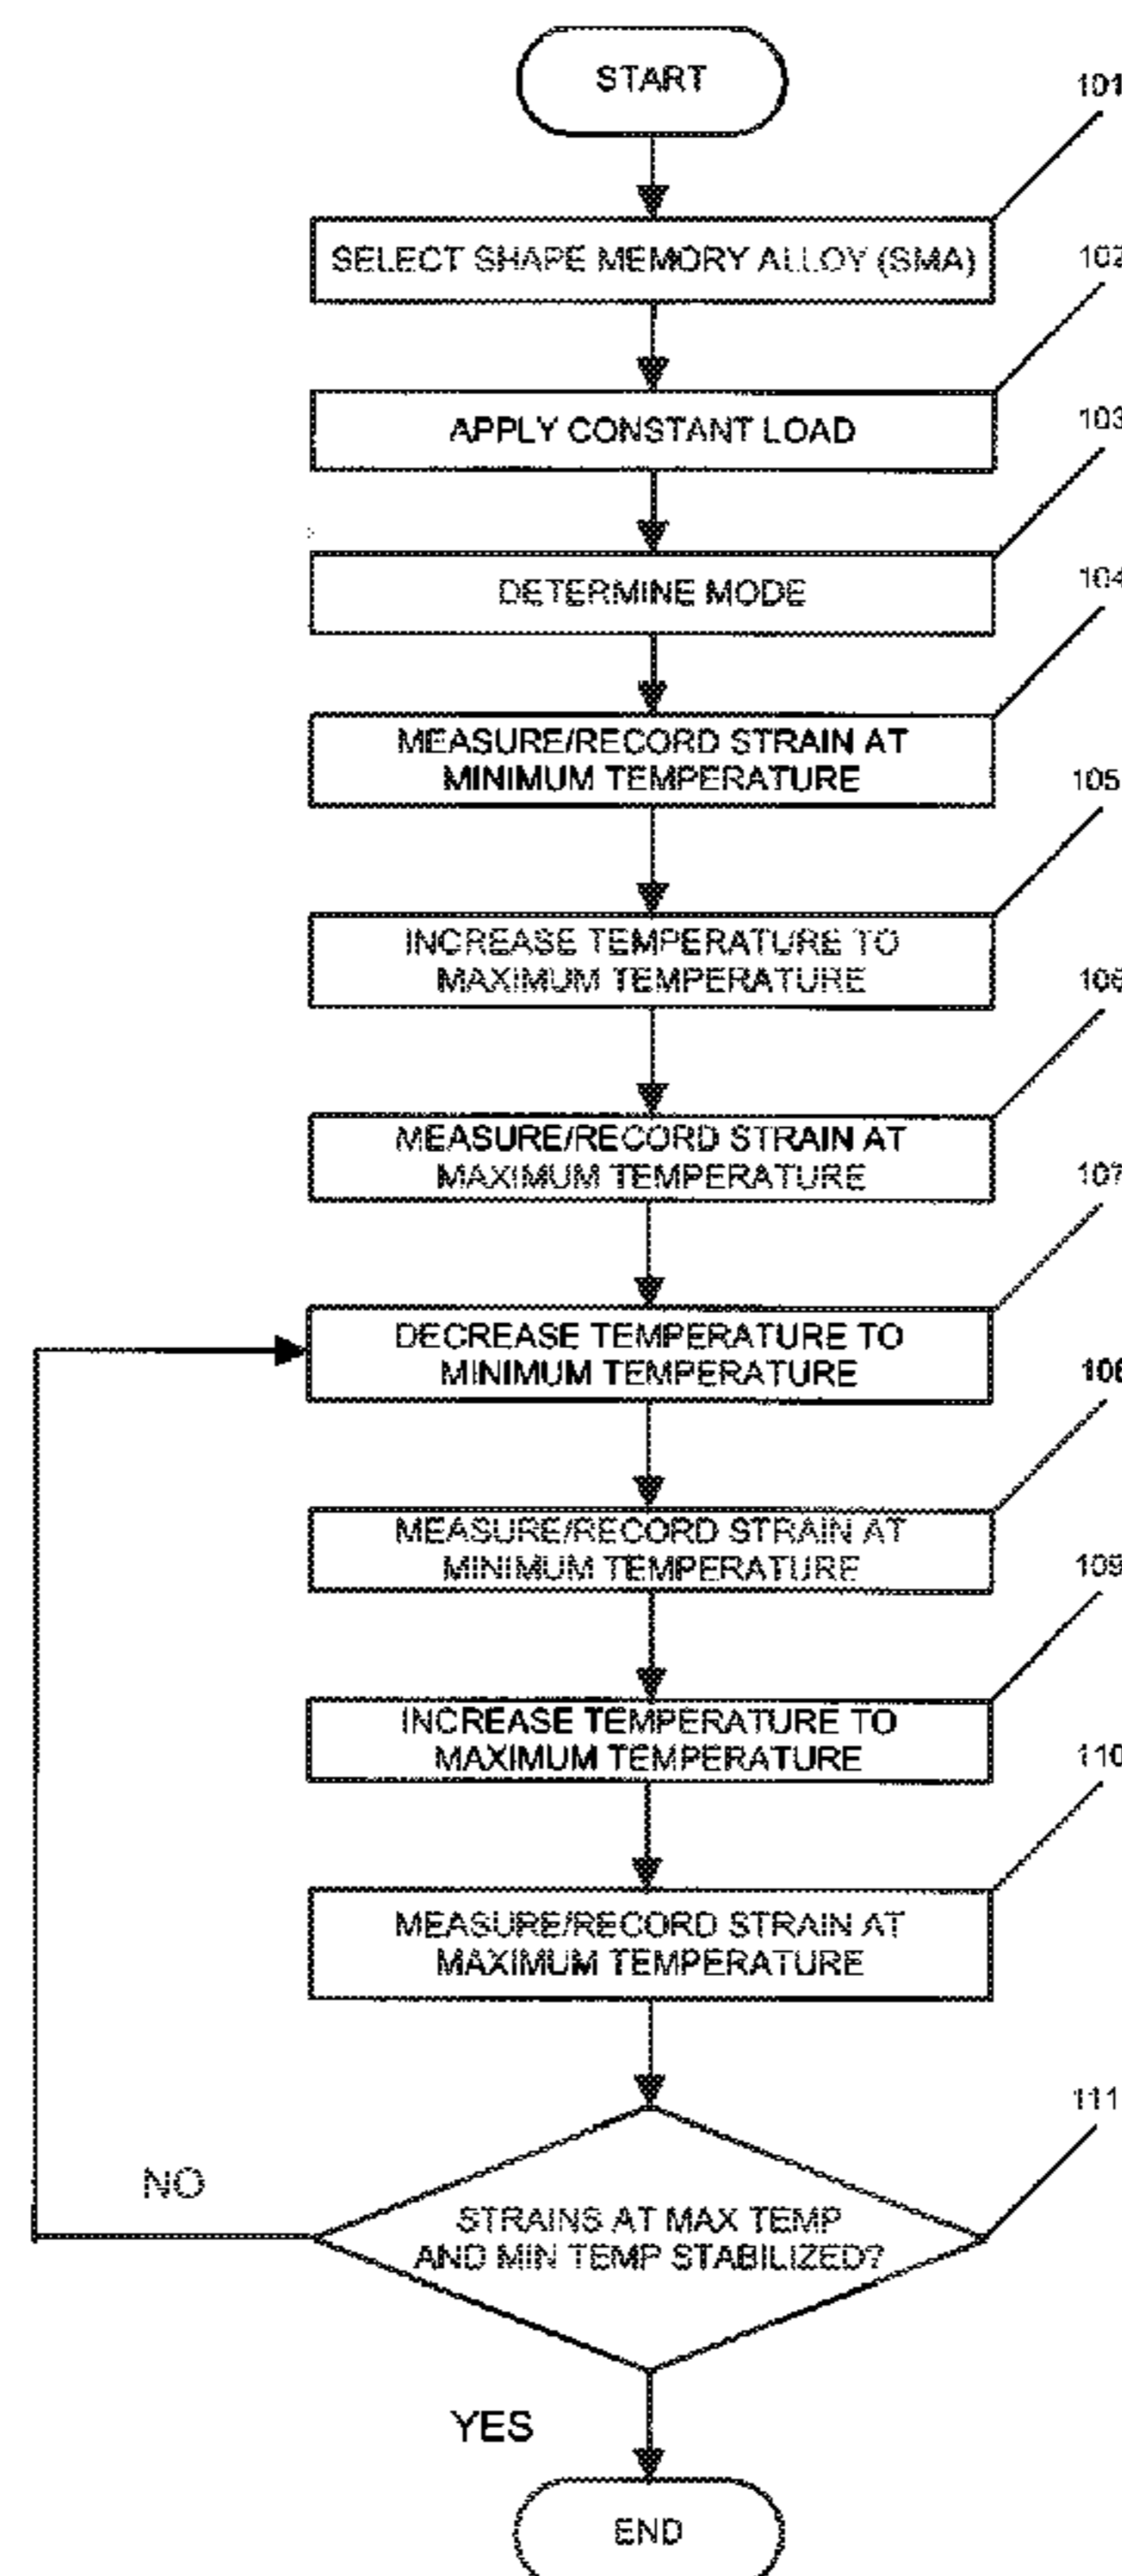 START
101
SELECT SHAPE MEMORY ALLOY (SMA)
102
APPLY CONSTANT LOAD
103
DETERMINE MODE
104
MEASURE/RECORD STRAIN AT
MINIMUM TEMPERATURE
105
INCREASE TEMPERATURE TO
MAXIMUM TEMPERATURE
106
MEASURE/RECORD STRAIN AT
MAXIMUM TEMPERATURE
107
DECREASE TEMPERATURE TO
MINIMUM TEMPERATURE
108
MEASURE/RECORD STRAIN AT
MINIMUM TEMPERATURE
109
INCREASE TEMPERATURE TO
MAXIMUM TEMPERATURE
110
MEASURE/RECORD STRAIN AT
MAXIMUM TEMPERATURE
111
NO
STRAINS AT MAX TEMP
AND MIN TEMP STABILIZED?
YES
END